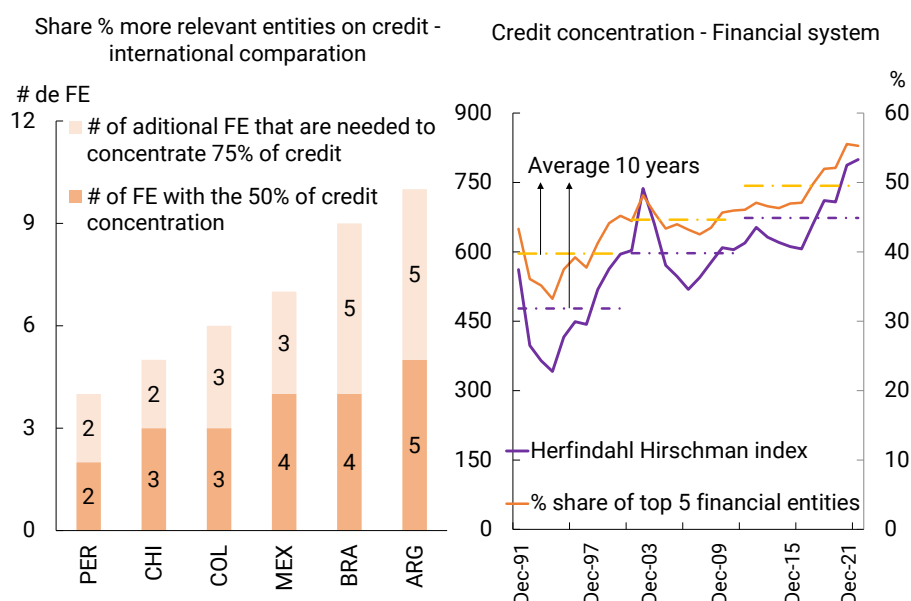 Share % more relevant entities on credit -
international comparation
# de FE
12
9
6
3
0
# of aditional FE that are needed to
concentrate 75% of credit
# of FE with the 50% of credit
concentration
2
2
2
3
3
3
3
4
5
4
5
5
PER
CHI
COL
MEX
BRA
ARG
Credit concentration - Financial system
%
900
750
600
450
300
150
0
60
50
40
30
20
10
0
Average 10 years
Herfindahl Hirschman index
% share of top 5 financial entities
Dec-91
Dec-97
Dec-03
Dec-09
Dec-15
Dec-21